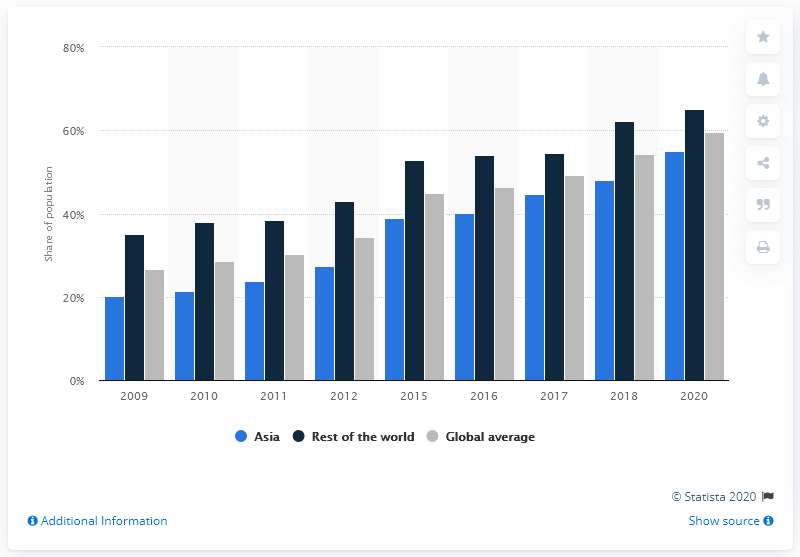 80%
60%
40%
20%
0%
Share of population
2009 2010 2011 2012 2015 2016 2017 2018 2020
Asia Rest of the world Global average
© Statista 2020
Additional Information Show source